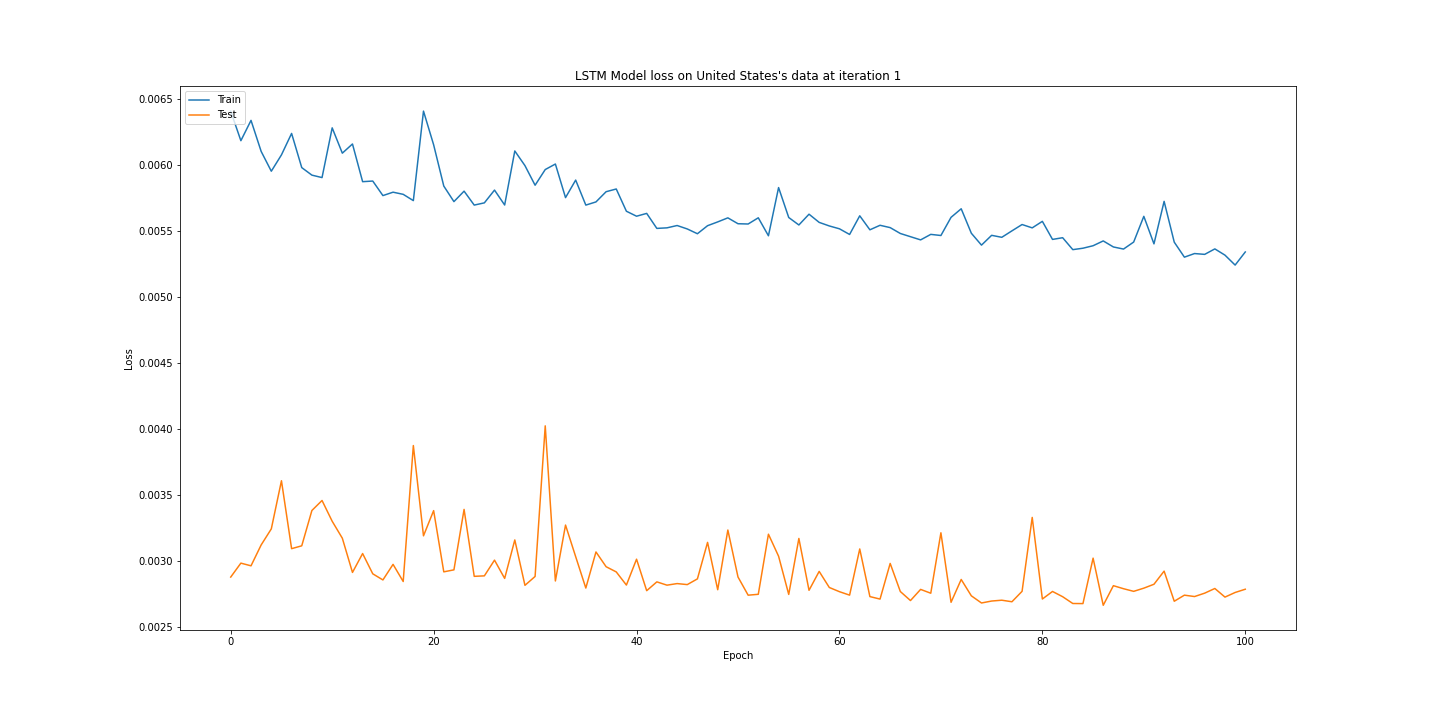 LSTM Model loss on United States's data at iteration 1
Train
Test
0.0065
0.0060
0.0055
0.0050
0.0045
0.0040
0.0035
0.0030
0.0025
Loss
0 20 40 60 80 100
Epoch